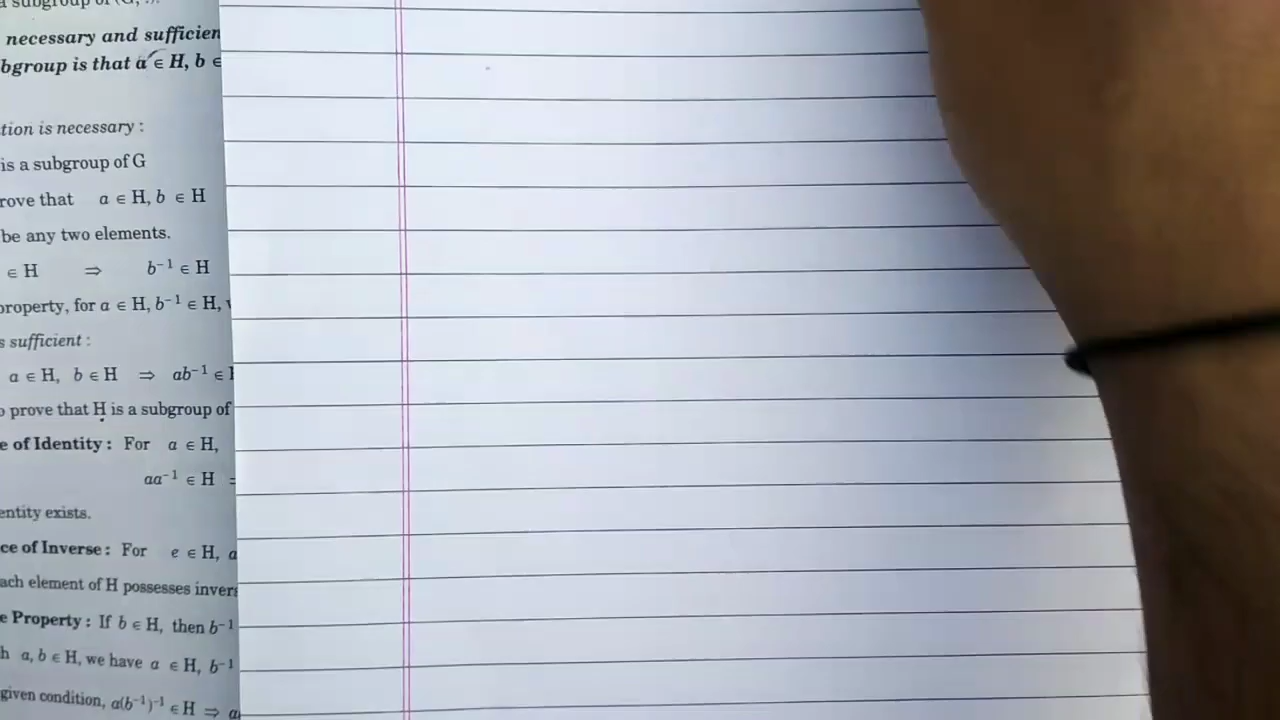 a subgroup of (G,
necessary and sufficien
bgroup is that a ∈ H, b ∈
tion is necessary :
is a subgroup of G
rove that a ∈ H, b ∈ H
be any two elements.
∈ H ⇒ b⁻¹ ∈ H
property, for a ∈ H, b⁻¹ ∈ H,
s sufficient :
a ∈ H, b ∈ H ⇒ ab⁻¹ ∈
o prove that H is a subgroup of
e of Identity : For a ∈ H,
aa⁻¹ ∈ H =
entity exists.
ce of Inverse : For e ∈ H, a
ach element of H possesses invers
e Property : If b ∈ H, then b⁻¹
h a, b ∈ H, we have a ∈ H, b⁻¹
given condition, a(b⁻¹)⁻¹ ∈ H ⇒ a